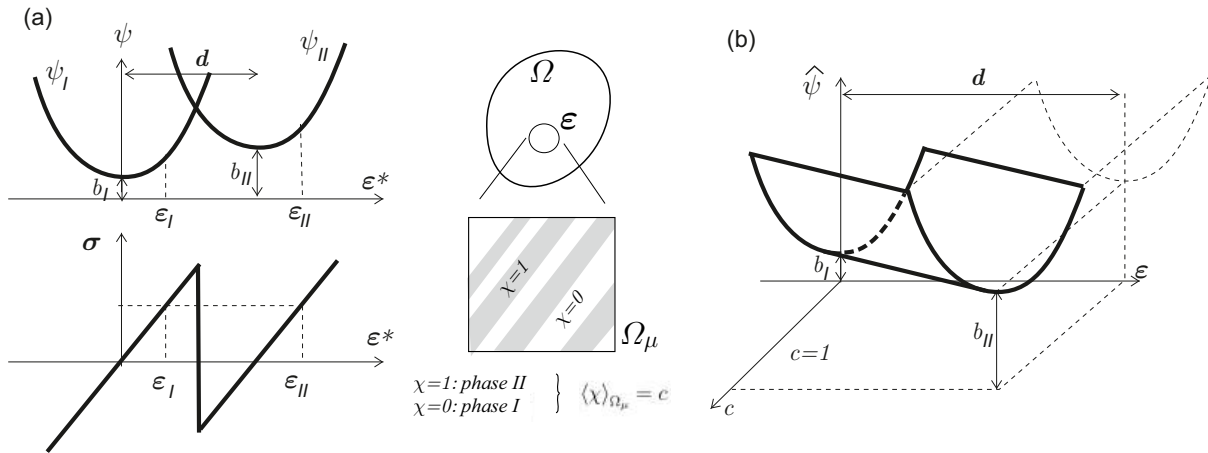 (a)
ψ
ψ_I
d
ψ_II
b_I
b_II
ε*
ε_I
ε_II
σ
ε*
ε_I
ε_II
Ω
ε
χ=1
χ=0
Ω_μ
χ=1: phase II
χ=0: phase I
} ⟨χ⟩_Ω_μ = c
(b)
ψ̂
d
b_I
ε
b_II
c=1
c